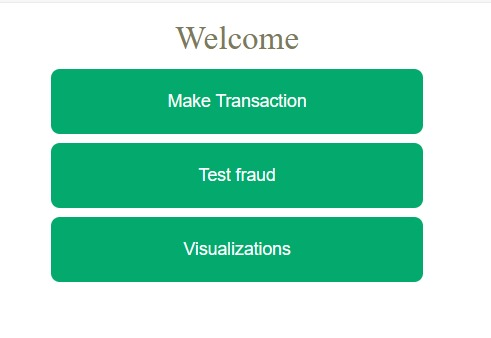 Welcome
Make Transaction
Test fraud
Visualizations